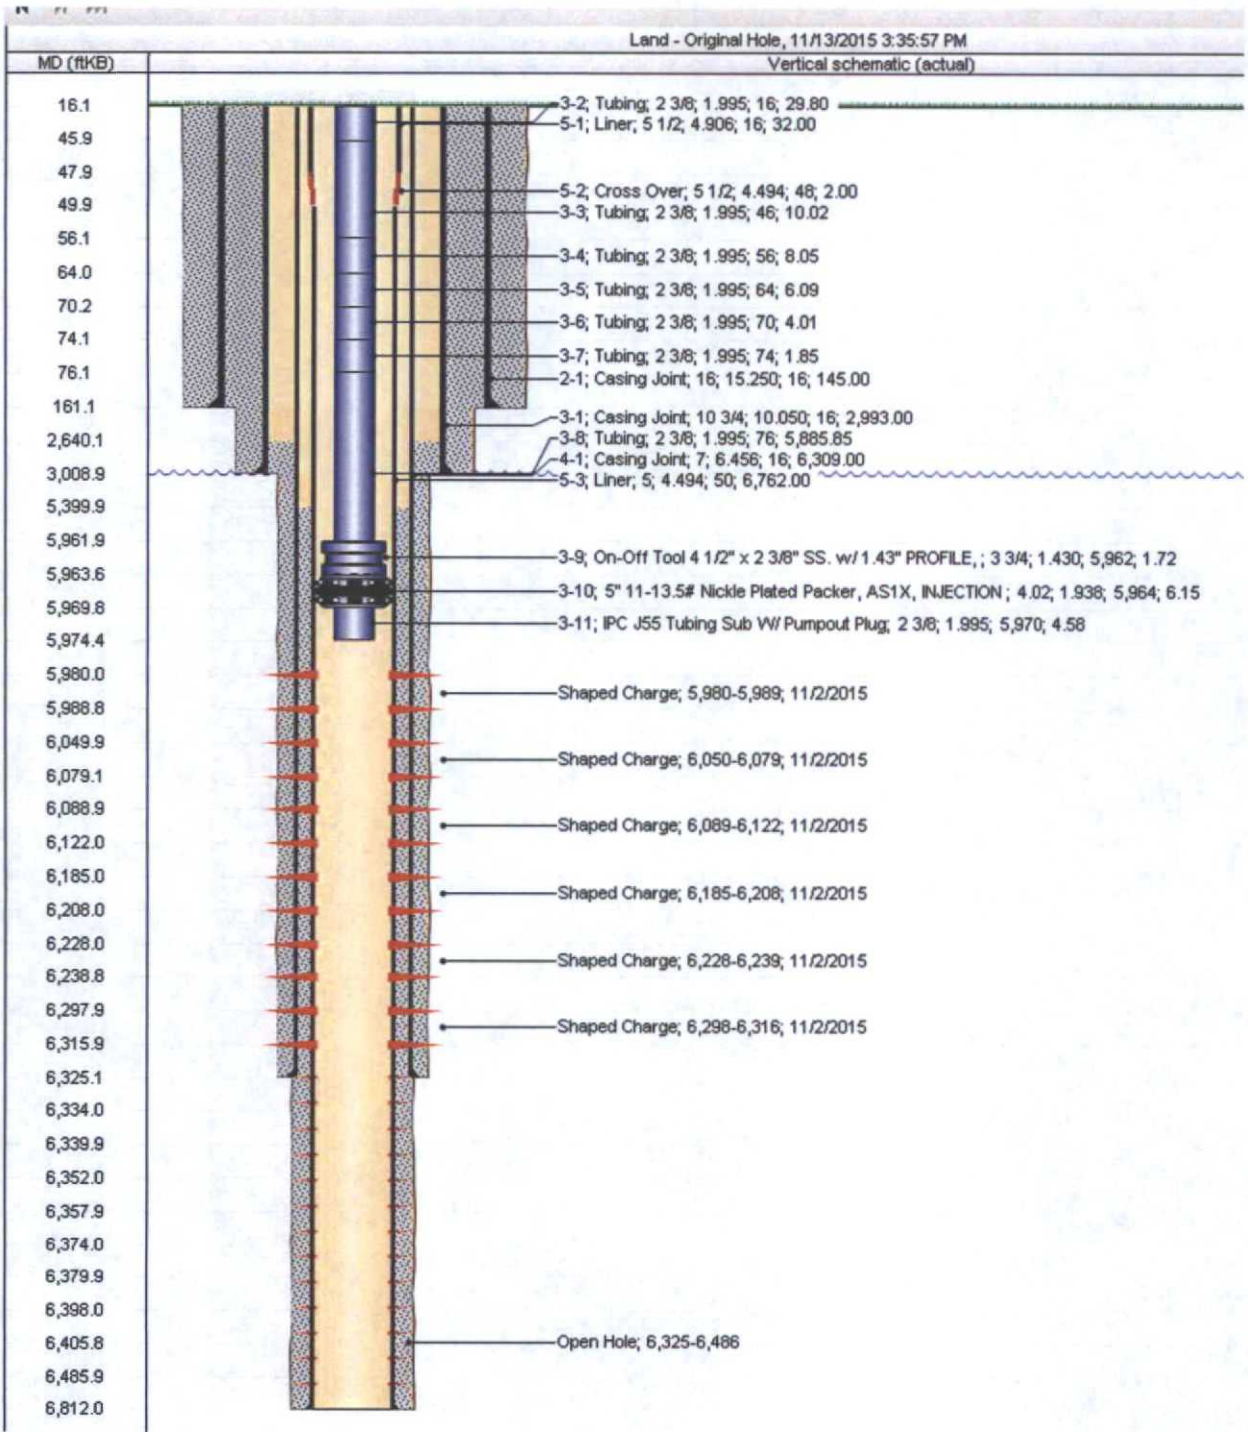 Land - Original Hole, 11/13/2015 3:35:57 PM
MD (ftKB)
Vertical schematic (actual)
16.1
45.9
47.9
49.9
56.1
64.0
70.2
74.1
76.1
161.1
2,640.1
3,008.9
5,399.9
5,961.9
5,963.6
5,969.8
5,974.4
5,980.0
5,988.8
6,049.9
6,079.1
6,088.9
6,122.0
6,185.0
6,208.0
6,228.0
6,238.8
6,297.9
6,315.9
6,325.1
6,334.0
6,339.9
6,352.0
6,357.9
6,374.0
6,379.9
6,398.0
6,405.8
6,485.9
6,812.0
3-2; Tubing; 2 3/8; 1.995; 16; 29.80
5-1; Liner; 5 1/2; 4.906; 16; 32.00
5-2; Cross Over; 5 1/2; 4.494; 48; 2.00
3-3; Tubing; 2 3/8; 1.995; 46; 10.02
3-4; Tubing; 2 3/8; 1.995; 56; 8.05
3-5; Tubing; 2 3/8; 1.995; 64; 6.09
3-6; Tubing; 2 3/8; 1.995; 70; 4.01
3-7; Tubing; 2 3/8; 1.995; 74; 1.85
2-1; Casing Joint; 16; 15.250; 16; 145.00
3-1; Casing Joint; 10 3/4; 10.050; 16; 2,993.00
3-8; Tubing; 2 3/8; 1.995; 76; 5,885.85
4-1; Casing Joint; 7; 6.456; 16; 6,309.00
5-3; Liner; 5; 4.494; 50; 6,762.00
3-9; On-Off Tool 4 1/2" x 2 3/8" SS. w/ 1.43" PROFILE, ; 3 3/4; 1.430; 5,962; 1.72
3-10; 5" 11-13.5# Nickle Plated Packer, AS1X, INJECTION ; 4.02; 1.938; 5,964; 6.15
3-11; IPC J55 Tubing Sub W/ Pumpout Plug; 2 3/8; 1.995; 5,970; 4.58
Shaped Charge; 5,980-5,989; 11/2/2015
Shaped Charge; 6,050-6,079; 11/2/2015
Shaped Charge; 6,089-6,122; 11/2/2015
Shaped Charge; 6,185-6,208; 11/2/2015
Shaped Charge; 6,228-6,239; 11/2/2015
Shaped Charge; 6,298-6,316; 11/2/2015
Open Hole; 6,325-6,486